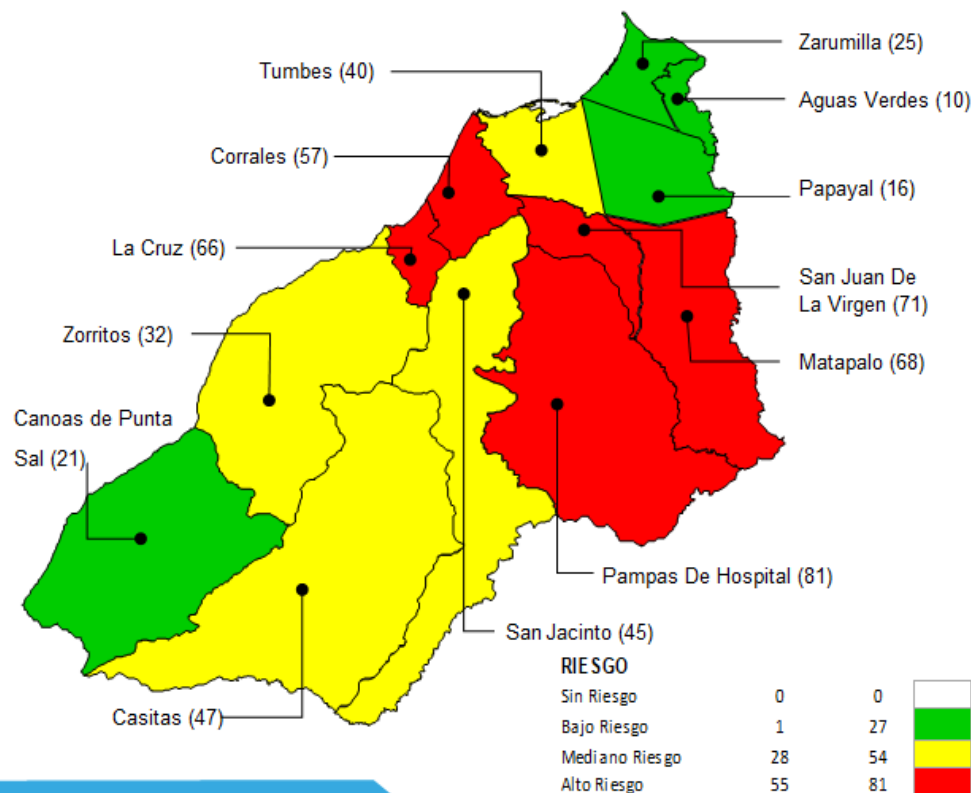 Zarumilla (25)
Tumbes (40)
Aguas Verdes (10)
Corrales (57)
Papayal (16)
La Cruz (66)
San Juan De
La Virgen (71)
Zorritos (32)
Matapalo (68)
Canoas de Punta
Sal (21)
Pampas De Hospital (81)
San Jacinto (45)
Casitas (47)
RIESGO
Sin Riesgo 0 0
Bajo Riesgo 1 27
Mediano Riesgo 28 54
Alto Riesgo 55 81